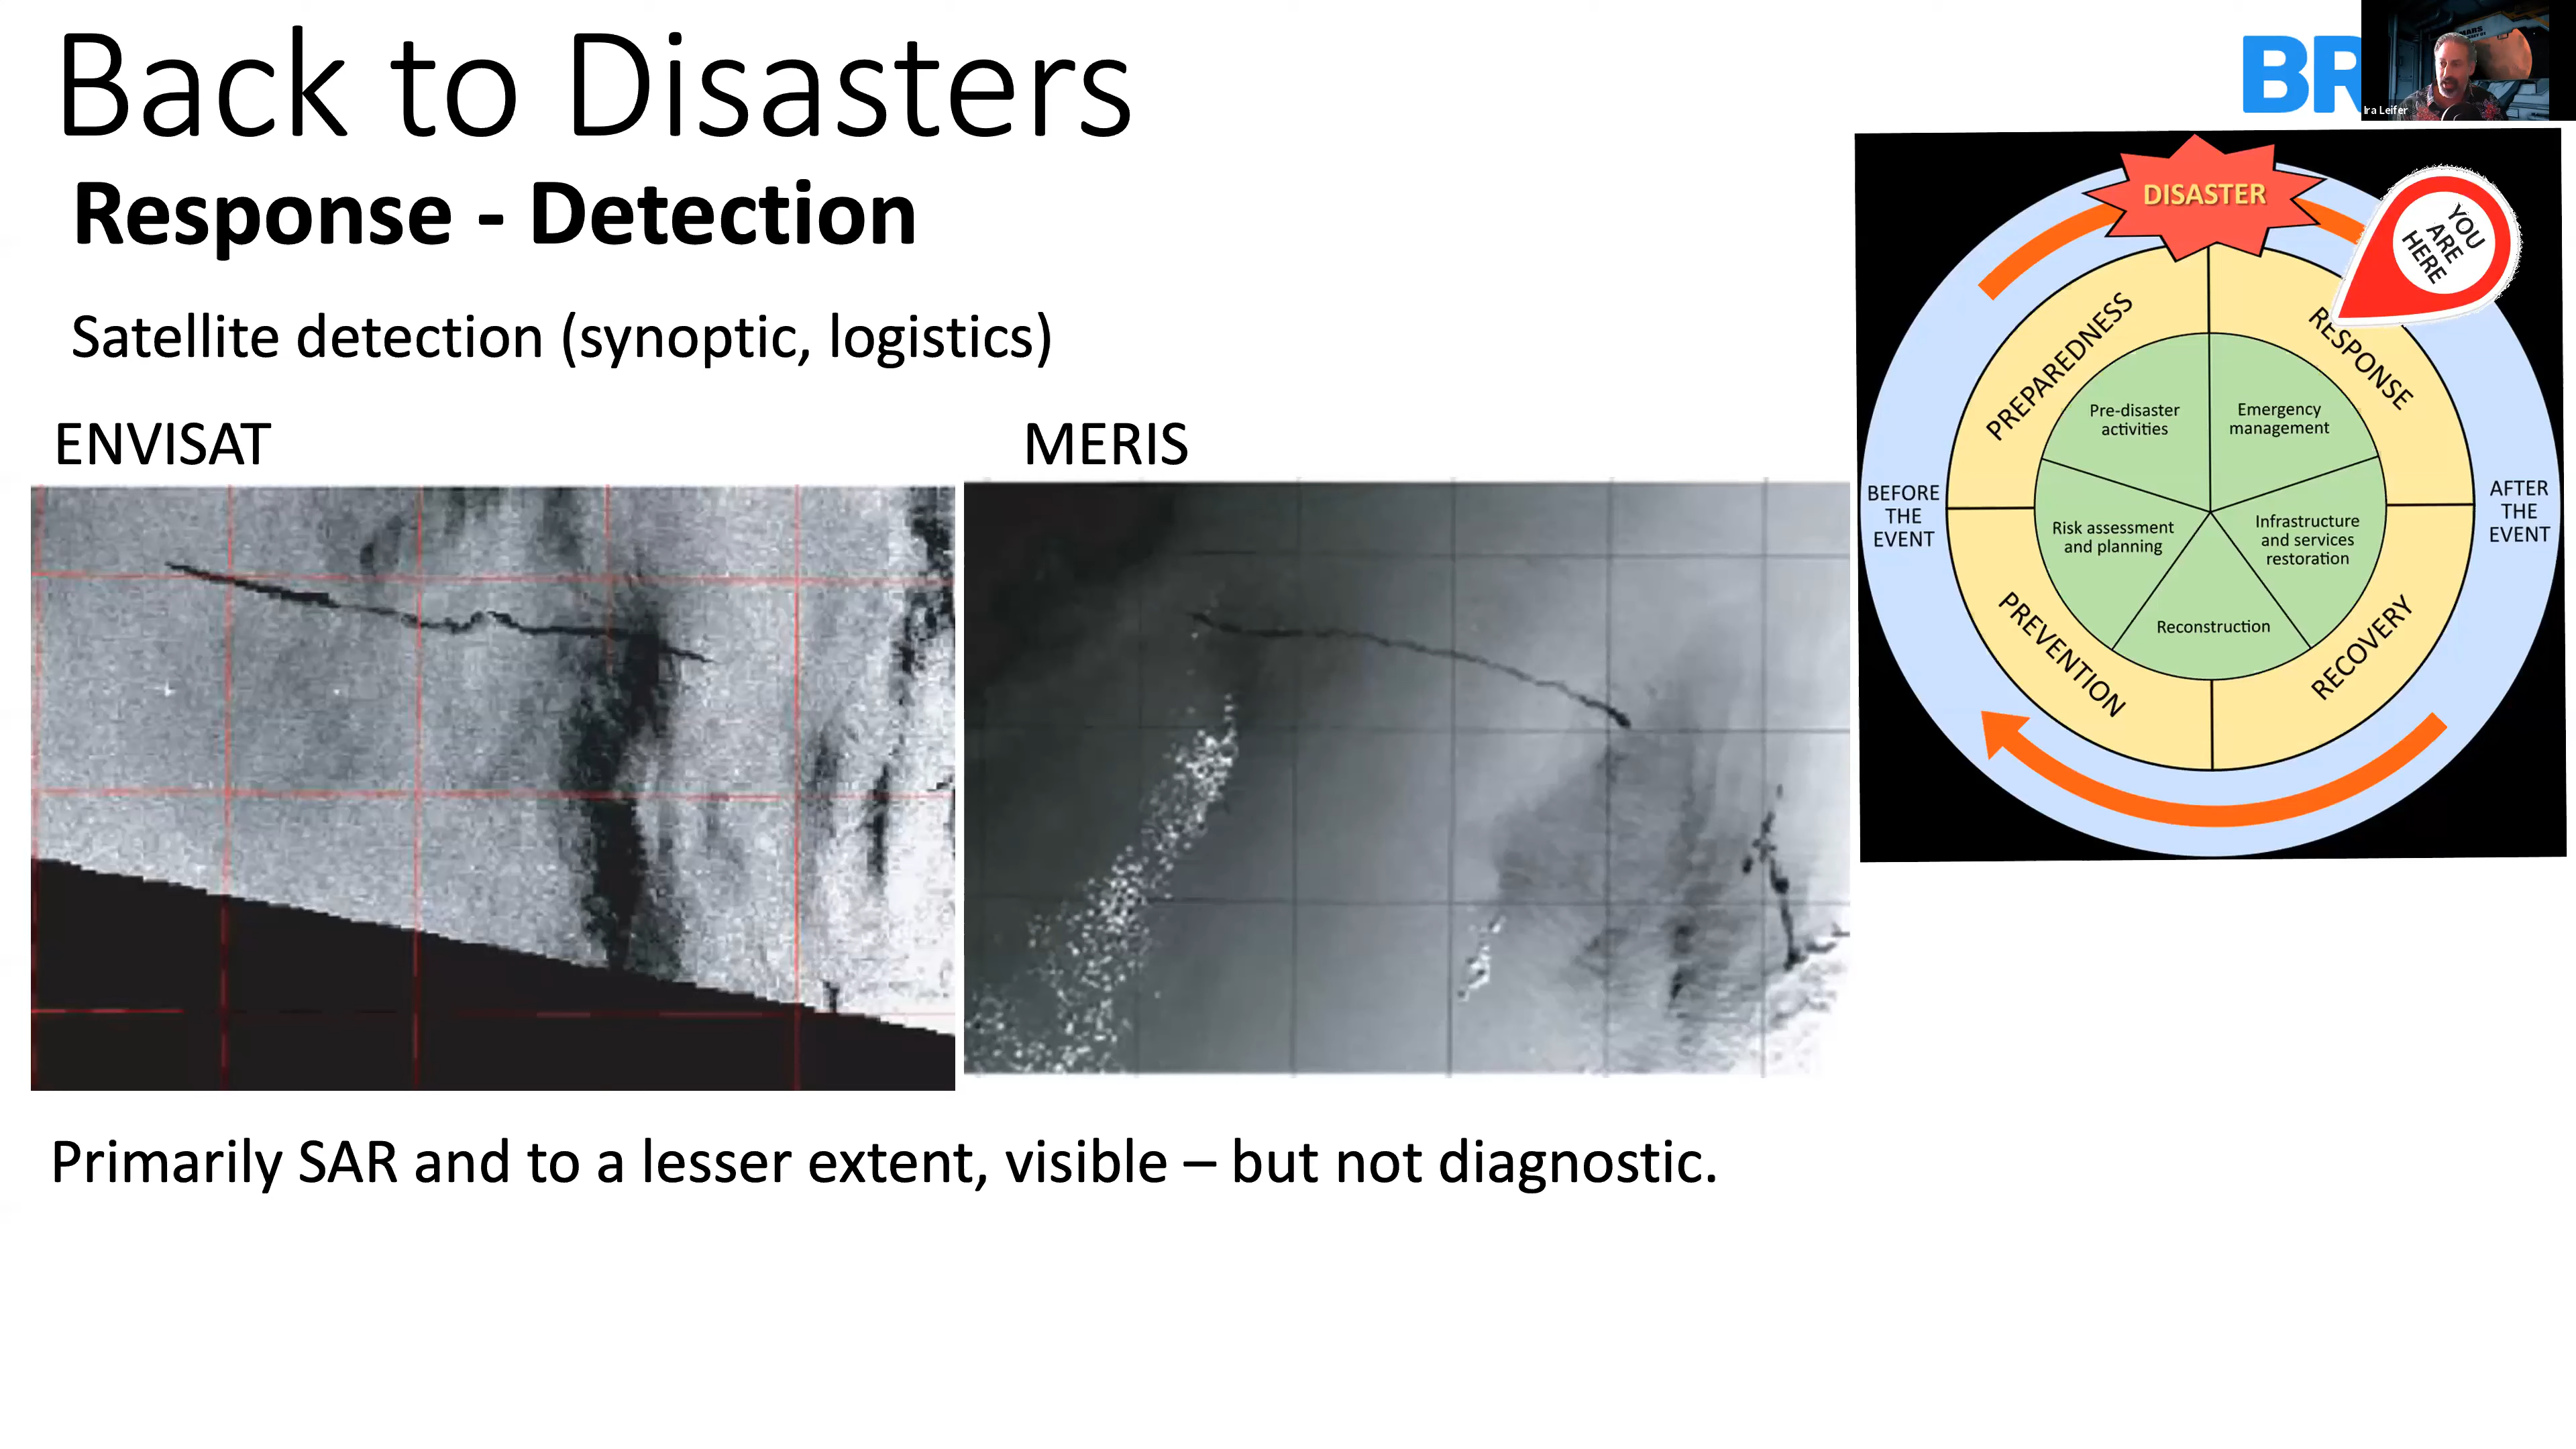 Back to Disasters
BR
Ira Leifer
Response - Detection
Satellite detection (synoptic, logistics)
ENVISAT
MERIS
Primarily SAR and to a lesser extent, visible – but not diagnostic.
DISASTER
YOU
ARE
HERE
PREPAREDNESS
RESPONSE
Pre-disaster
activities
Emergency
management
BEFORE
THE
EVENT
AFTER
THE
EVENT
Risk assessment
and planning
Infrastructure
and services
restoration
Reconstruction
PREVENTION
RECOVERY